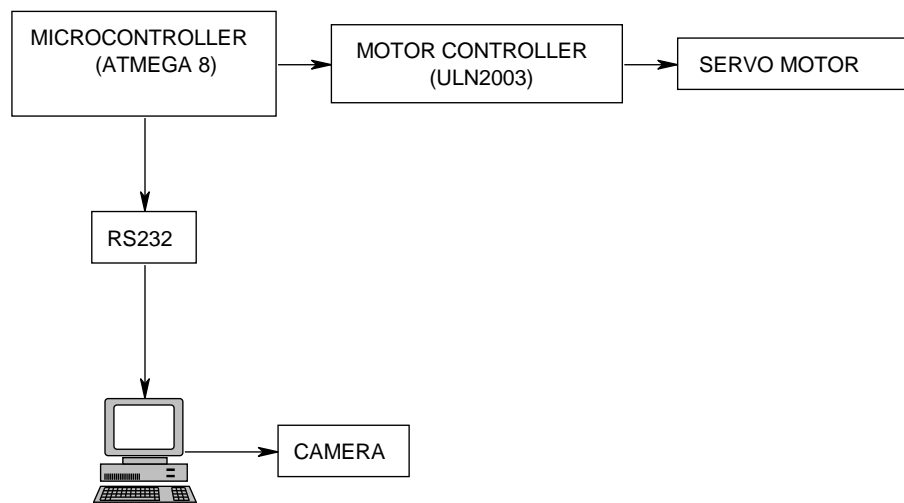 MICROCONTROLLER
(ATMEGA 8)
MOTOR CONTROLLER
(ULN2003)
SERVO MOTOR
RS232
CAMERA